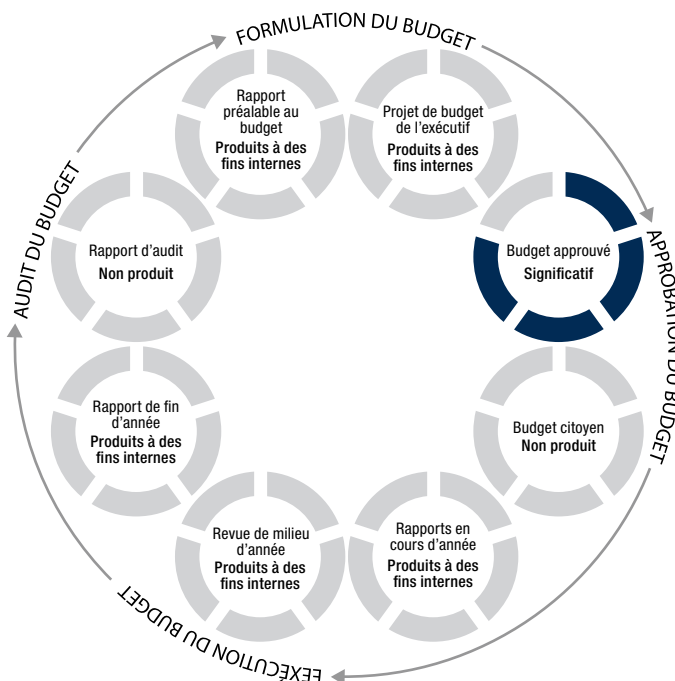 FORMULATION DU BUDGET
Rapport
préalable au
budget
Produits à des
fins internes
Projet de budget
de l'exécutif
Produits à des
fins internes
Budget approuvé
Significatif
APPROBATION DU BUDGET
Budget citoyen
Non produit
Rapports en
cours d'année
Produits à des
fins internes
Revue de milieu
d'année
Produits à des
fins internes
EEXÉCUTION DU BUDGET
Rapport de fin
d'année
Produits à des
fins internes
Rapport d'audit
Non produit
AUDIT DU BUDGET